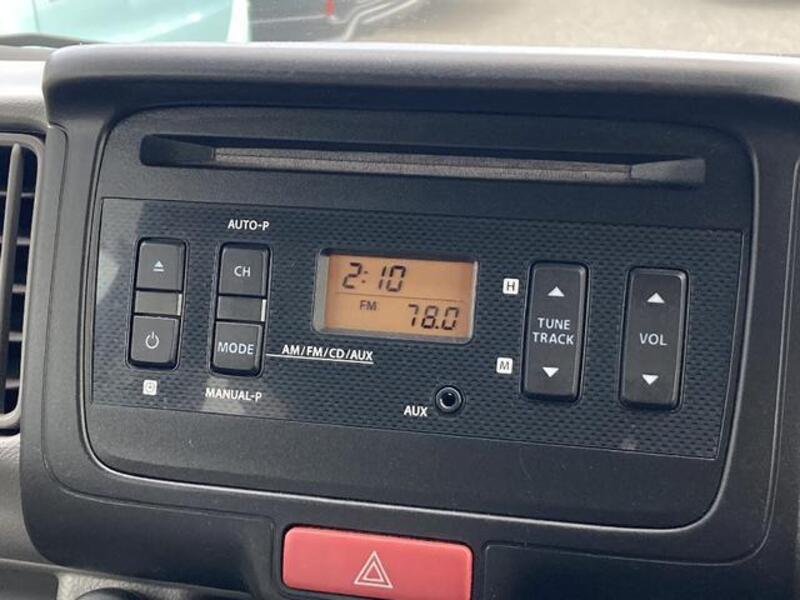 AUTO-P
CH
MODE
MANUAL-P
AM/FM/CD/AUX
2:10
FM
78.0
AUX
H
M
TUNE
TRACK
VOL